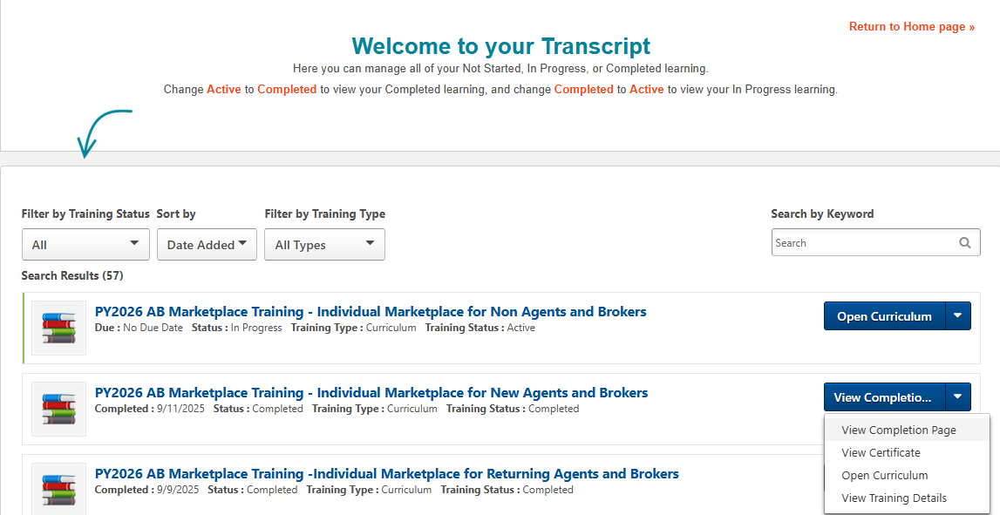 Return to Home page »
Welcome to your Transcript
Here you can manage all of your Not Started, In Progress, or Completed learning.
Change Active to Completed to view your Completed learning, and change Completed to Active to view your In Progress learning.
Filter by Training Status Sort by Filter by Training Type Search by Keyword
All Date Added All Types Search
Search Results (57)
PY2026 AB Marketplace Training - Individual Marketplace for Non Agents and Brokers
Due : No Due Date Status : In Progress Training Type : Curriculum Training Status : Active
Open Curriculum
PY2026 AB Marketplace Training - Individual Marketplace for New Agents and Brokers
Completed : 9/11/2025 Status : Completed Training Type : Curriculum Training Status : Completed
View Completio...
View Completion Page
View Certificate
Open Curriculum
View Training Details
PY2026 AB Marketplace Training -Individual Marketplace for Returning Agents and Brokers
Completed : 9/9/2025 Status : Completed Training Type : Curriculum Training Status : Completed